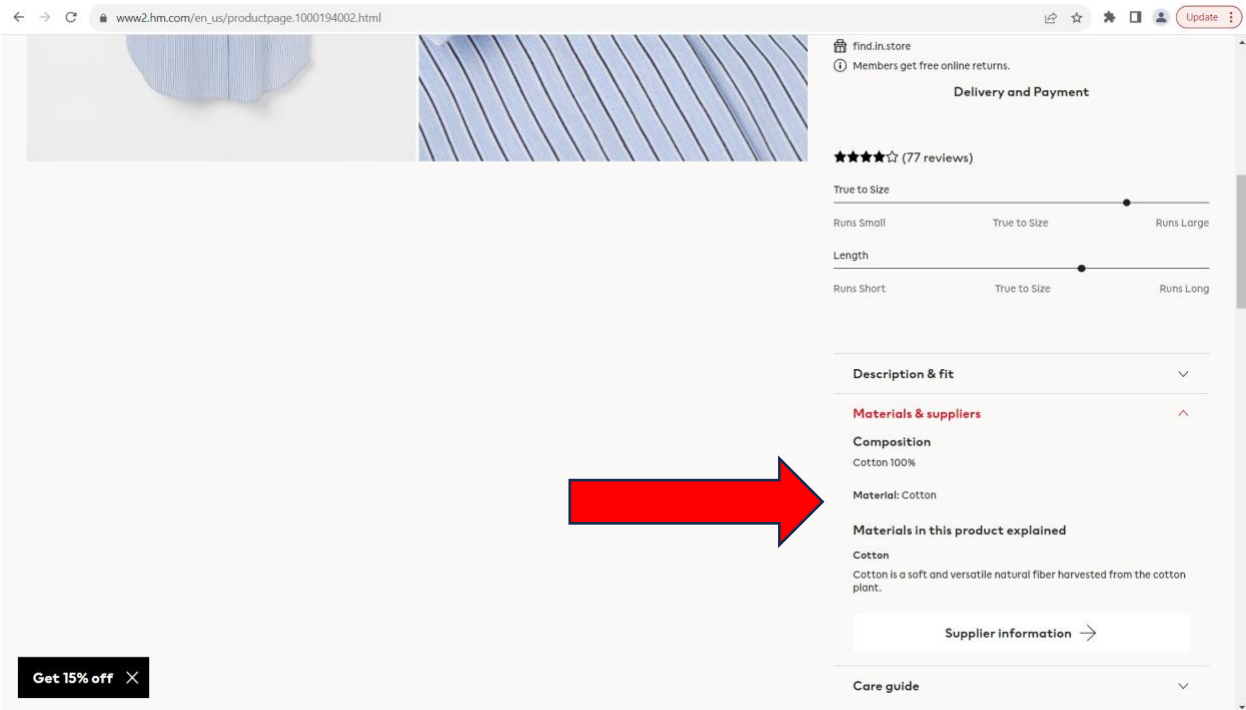 www2.hm.com/en_us/productpage.1000194002.html
Update
find.in.store
Members get free online returns.
Delivery and Payment
(77 reviews)
True to Size
Runs Small True to Size Runs Large
Length
Runs Short True to Size Runs Long
Description & fit
Materials & suppliers
Composition
Cotton 100%
Material: Cotton
Materials in this product explained
Cotton
Cotton is a soft and versatile natural fiber harvested from the cotton
plant.
Supplier information
Get 15% off
Care guide